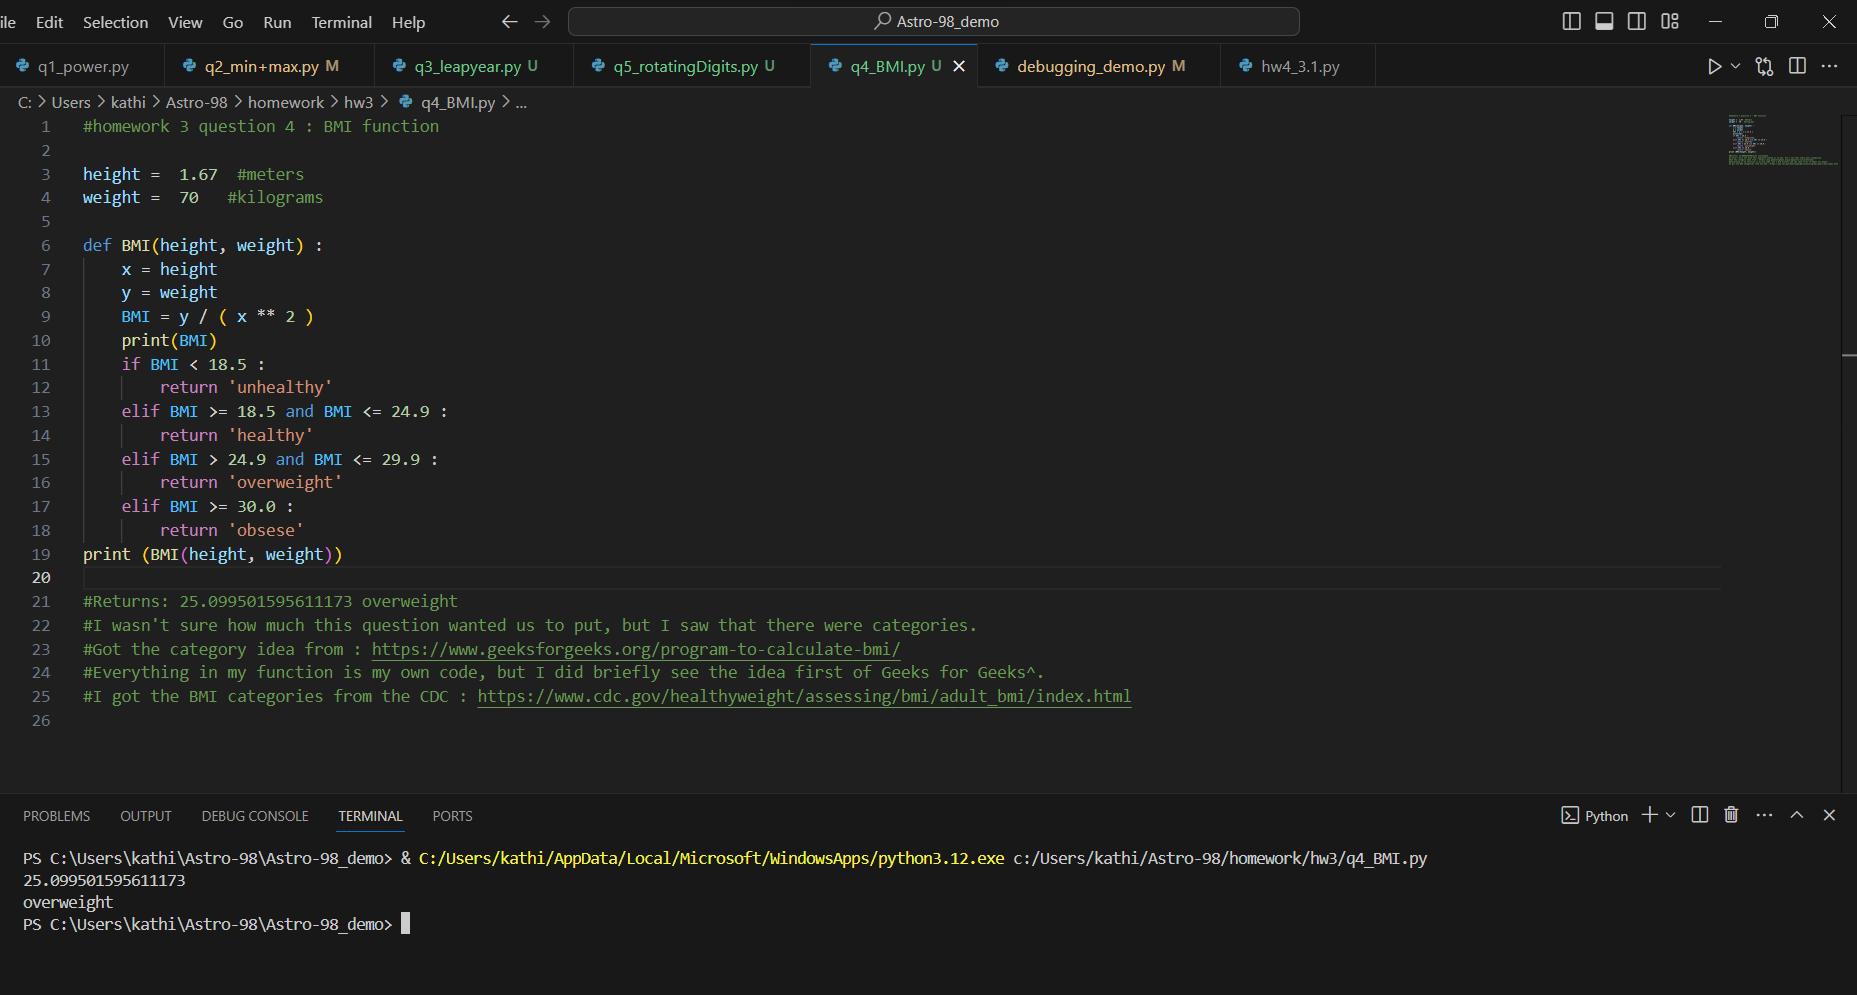 ile Edit Selection View Go Run Terminal Help Astro-98_demo
q1_power.py q2_min+max.py M q3_leapyear.py U q5_rotatingDigits.py U q4_BMI.py U debugging_demo.py M hw4_3.1.py
C: > Users > kathi > Astro-98 > homework > hw3 > q4_BMI.py > ...
1 #homework 3 question 4 : BMI function
2
3 height =  1.67  #meters
4 weight =  70   #kilograms
5
6 def BMI(height, weight) :
7     x = height
8     y = weight
9     BMI = y / ( x ** 2 )
10     print(BMI)
11     if BMI < 18.5 :
12         return 'unhealthy'
13     elif BMI >= 18.5 and BMI <= 24.9 :
14         return 'healthy'
15     elif BMI > 24.9 and BMI <= 29.9 :
16         return 'overweight'
17     elif BMI >= 30.0 :
18         return 'obsese'
19 print (BMI(height, weight))
20
21 #Returns: 25.099501595611173 overweight
22 #I wasn't sure how much this question wanted us to put, but I saw that there were categories.
23 #Got the category idea from : https://www.geeksforgeeks.org/program-to-calculate-bmi/
24 #Everything in my function is my own code, but I did briefly see the idea first of Geeks for Geeks^.
25 #I got the BMI categories from the CDC : https://www.cdc.gov/healthyweight/assessing/bmi/adult_bmi/index.html
26
PROBLEMS OUTPUT DEBUG CONSOLE TERMINAL PORTS Python
PS C:\Users\kathi\Astro-98\Astro-98_demo> & C:/Users/kathi/AppData/Local/Microsoft/WindowsApps/python3.12.exe c:/Users/kathi/Astro-98/homework/hw3/q4_BMI.py
25.099501595611173
overweight
PS C:\Users\kathi\Astro-98\Astro-98_demo>